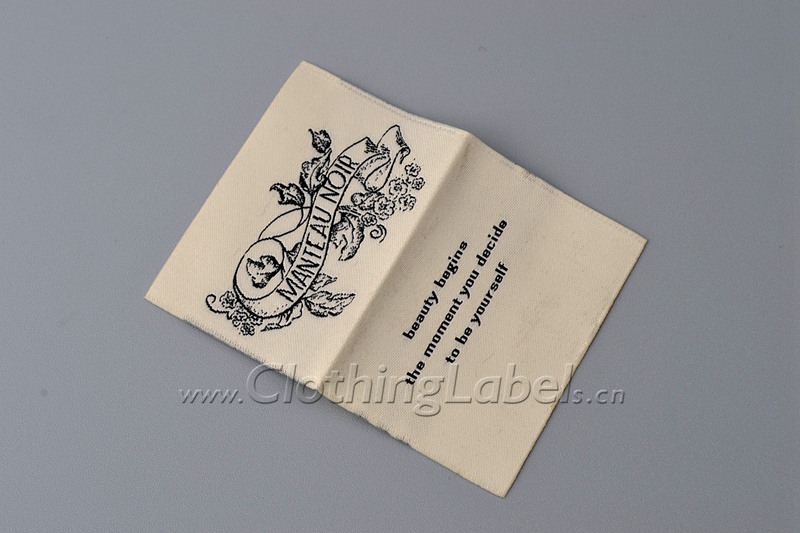 MANTEAU NOIR
beauty begins
the moment you decide
to be yourself
www.ClothingLabels.cn